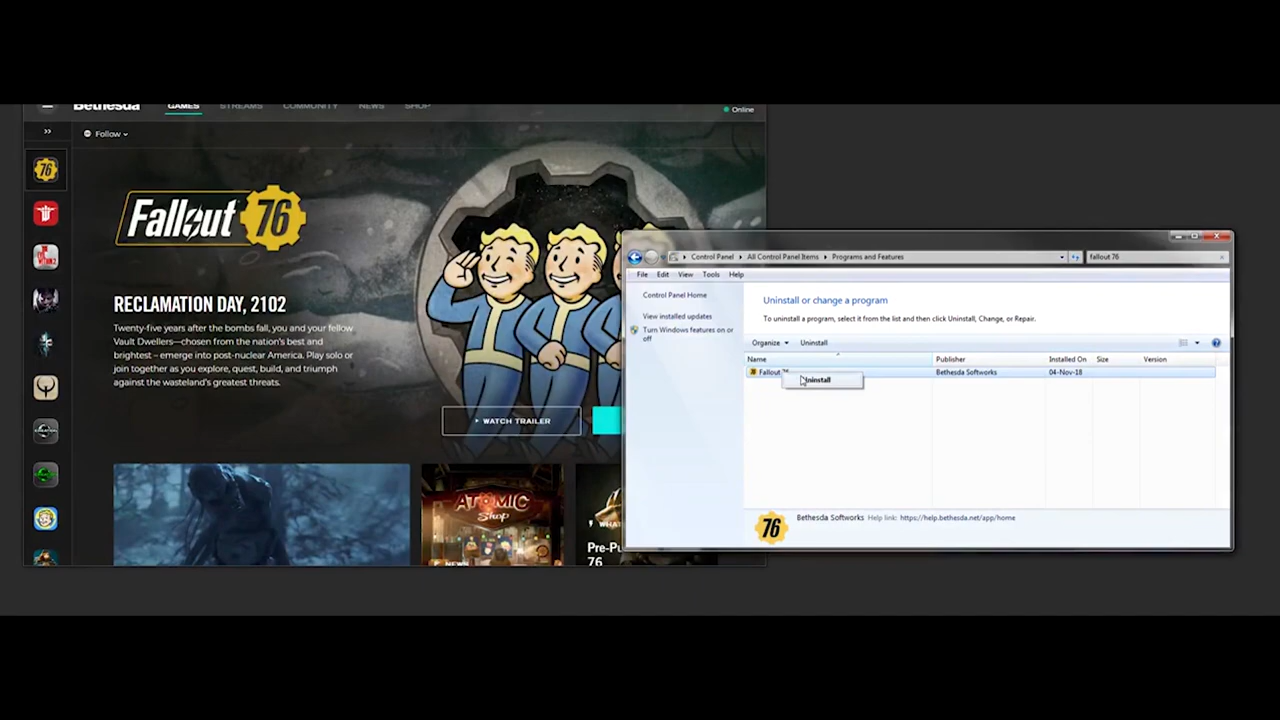 Bethesda
GAMES
STREAMS
COMMUNITY
NEWS
SHOP
Online
Follow
76
Fallout 76
RECLAMATION DAY, 2102
Twenty-five years after the bombs fall, you and your fellow
Vault Dwellers—chosen from the nation's best and
brightest – emerge into post-nuclear America. Play solo or
join together as you explore, quest, build, and triumph
against the wasteland's greatest threats.
WATCH TRAILER
ATOMIC
Shop
NEWS
WHA
Pre-Pu
76
Control Panel
All Control Panel Items
Programs and Features
fallout 76
File Edit View Tools Help
Control Panel Home
View installed updates
Turn Windows features on or
off
Uninstall or change a program
To uninstall a program, select it from the list and then click Uninstall, Change, or Repair.
Organize Uninstall
Name Publisher Installed On Size Version
Fallout 76 Bethesda Softworks 04-Nov-18
Uninstall
76
Bethesda Softworks Help link: https://help.bethesda.net/app/home